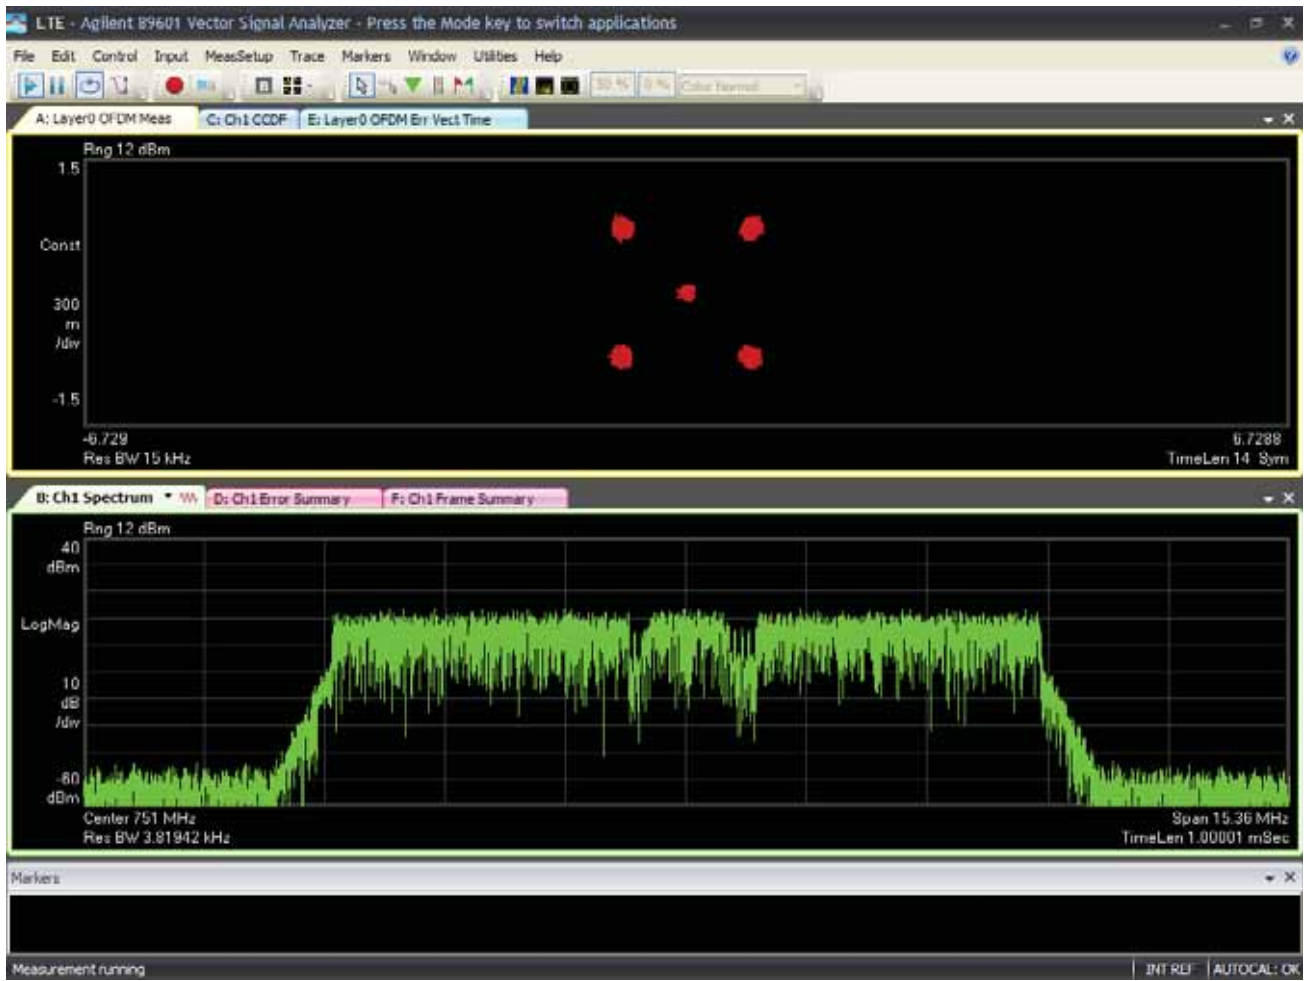 LTE - Agilent 89601 Vector Signal Analyzer - Press the Mode key to switch applications
File Edit Control Input MeasSetup Trace Markers Window Utilities Help
50 % 0 % Color Normal
A: Layer0 OFDM Meas C: Ch1 CCDF E: Layer0 OFDM Err Vect Time
Rng 12 dBm
1.5
Const
300
m
/div
-1.5
-6.729 6.7288
Res BW 15 kHz TimeLen 14 Sym
B: Ch1 Spectrum * D: Ch1 Error Summary F: Ch1 Frame Summary
Rng 12 dBm
40
dBm
LogMag
10
dB
/div
-60
dBm
Center 751 MHz Span 15.36 MHz
Res BW 3.81942 kHz TimeLen 1.00001 mSec
Markers
Measurement running INT REF AUTOCAL: OK